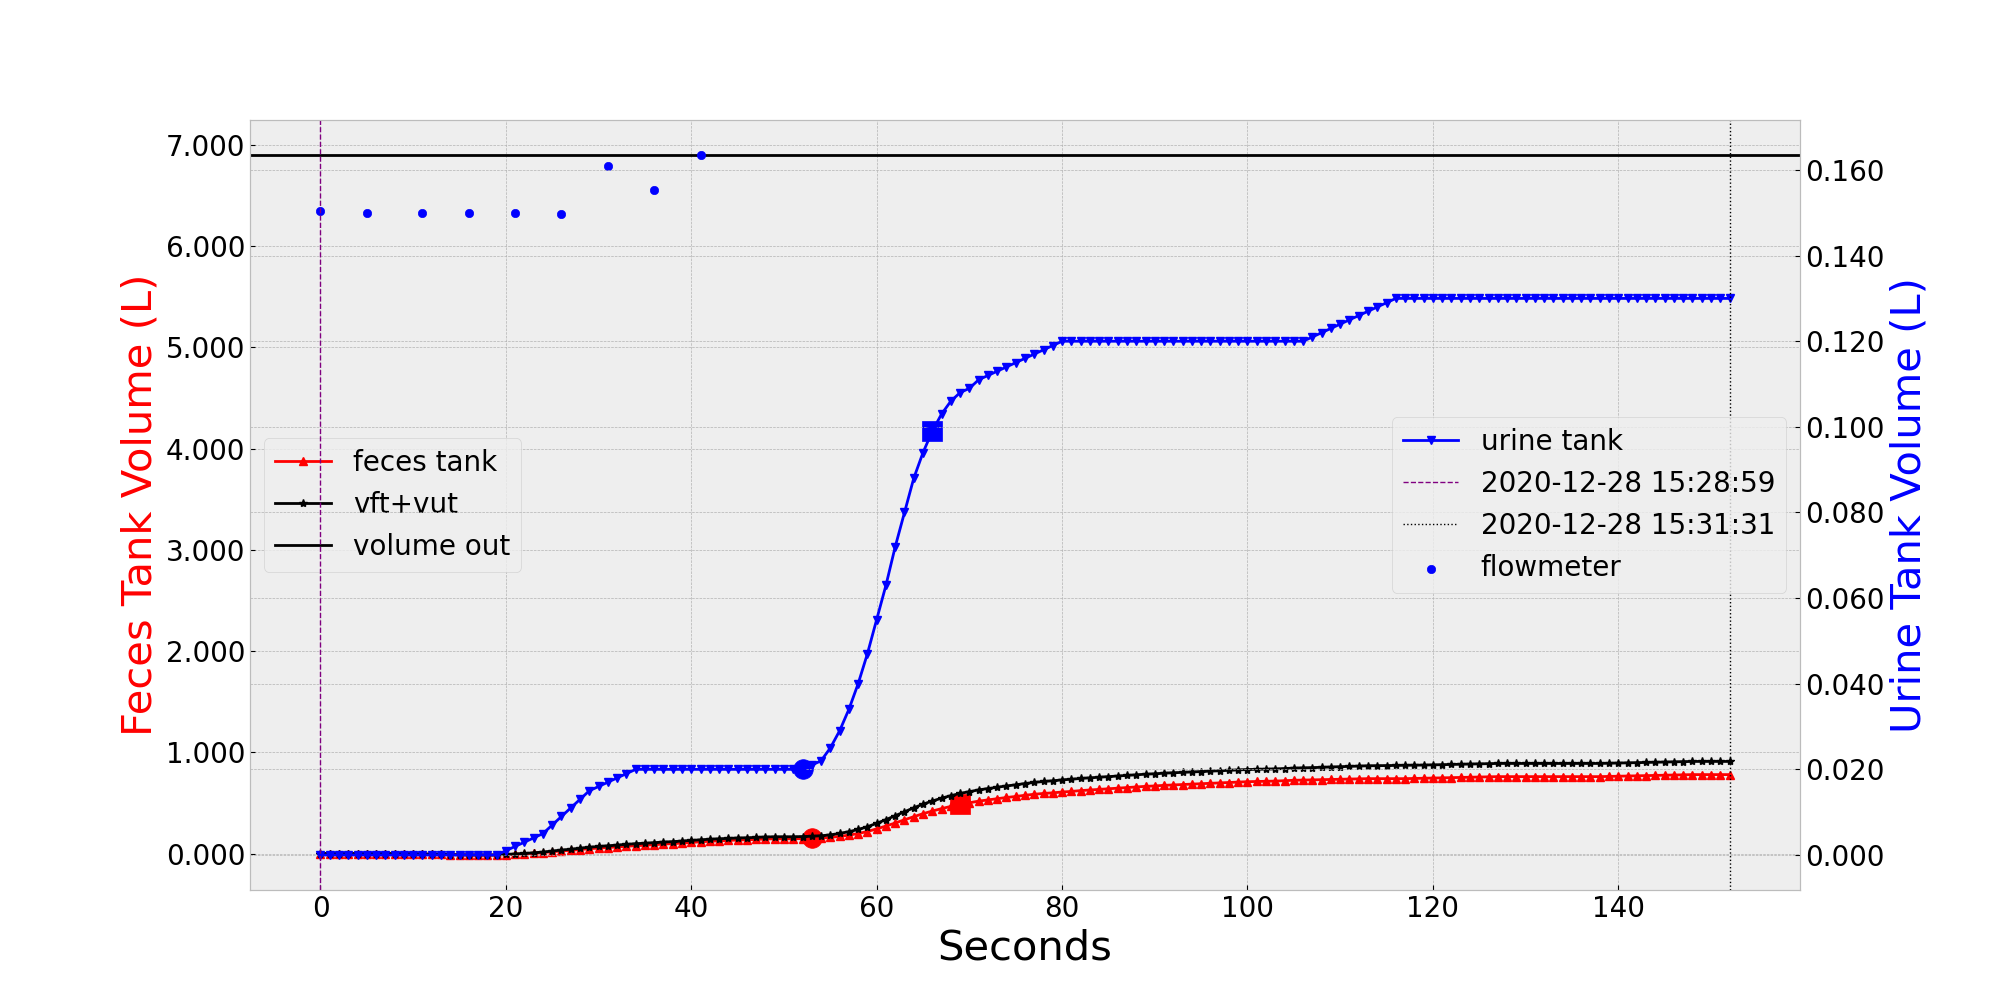 7.000
6.000
5.000
4.000
3.000
2.000
1.000
0.000
Feces Tank Volume (L)
feces tank
vft+vut
volume out
0.160
0.140
0.120
0.100
0.080
0.060
0.040
0.020
0.000
Urine Tank Volume (L)
urine tank
2020-12-28 15:28:59
2020-12-28 15:31:31
flowmeter
0 20 40 60 80 100 120 140
Seconds